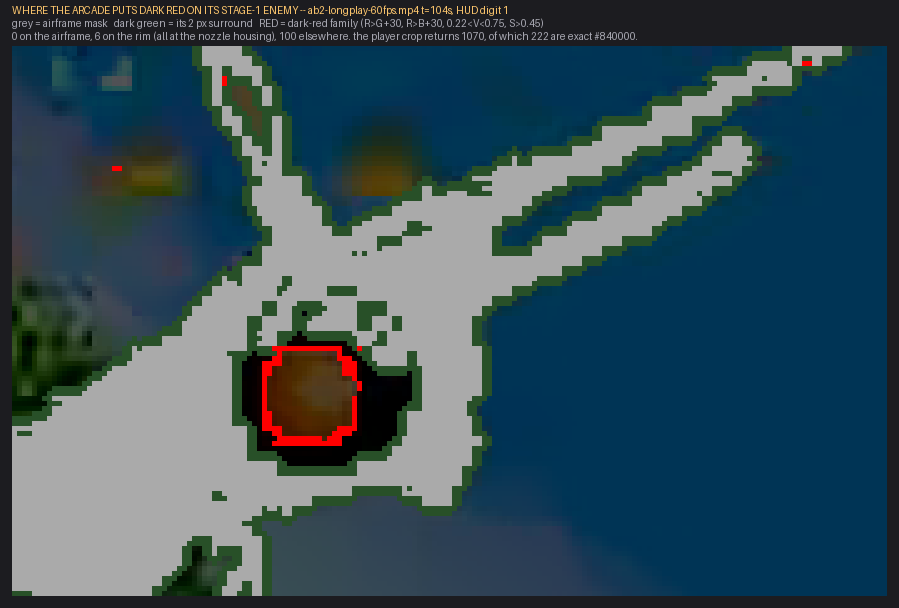 WHERE THE ARCADE PUTS DARK RED ON ITS STAGE-1 ENEMY -- ab2-longplay-60fps.mp4 t=104s, HUD digit 1
grey = airframe mask  dark green = its 2 px surround  RED = dark-red family (R>G+30, R>B+30, 0.22<V<0.75, S>0.45)
0 on the airframe, 6 on the rim (all at the nozzle housing), 100 elsewhere. the player crop returns 1070, of which 222 are exact #840000.